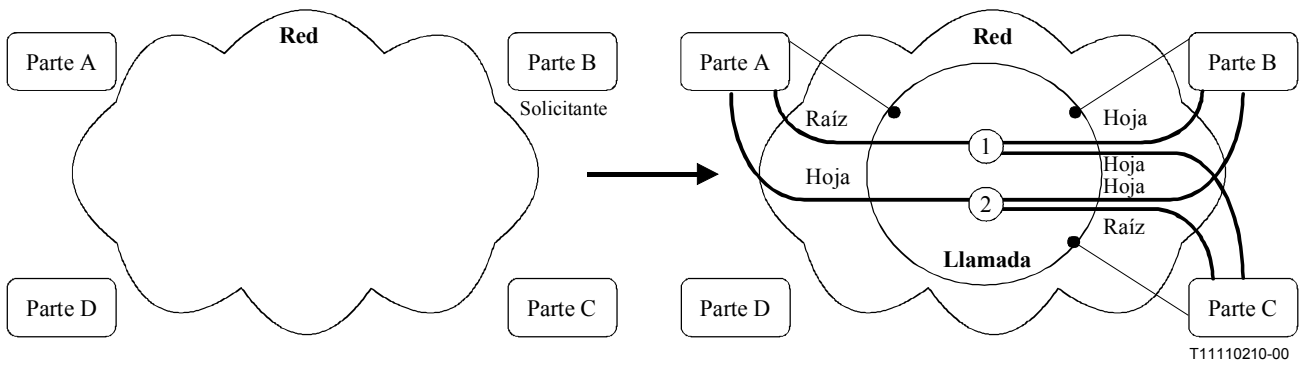 Red
Parte A
Parte B
Solicitante
Parte D
Parte C
Red
Parte A
Parte B
Raíz
Hoja
1
Hoja
Hoja
Hoja
2
Raíz
Llamada
Parte D
Parte C
T11110210-00